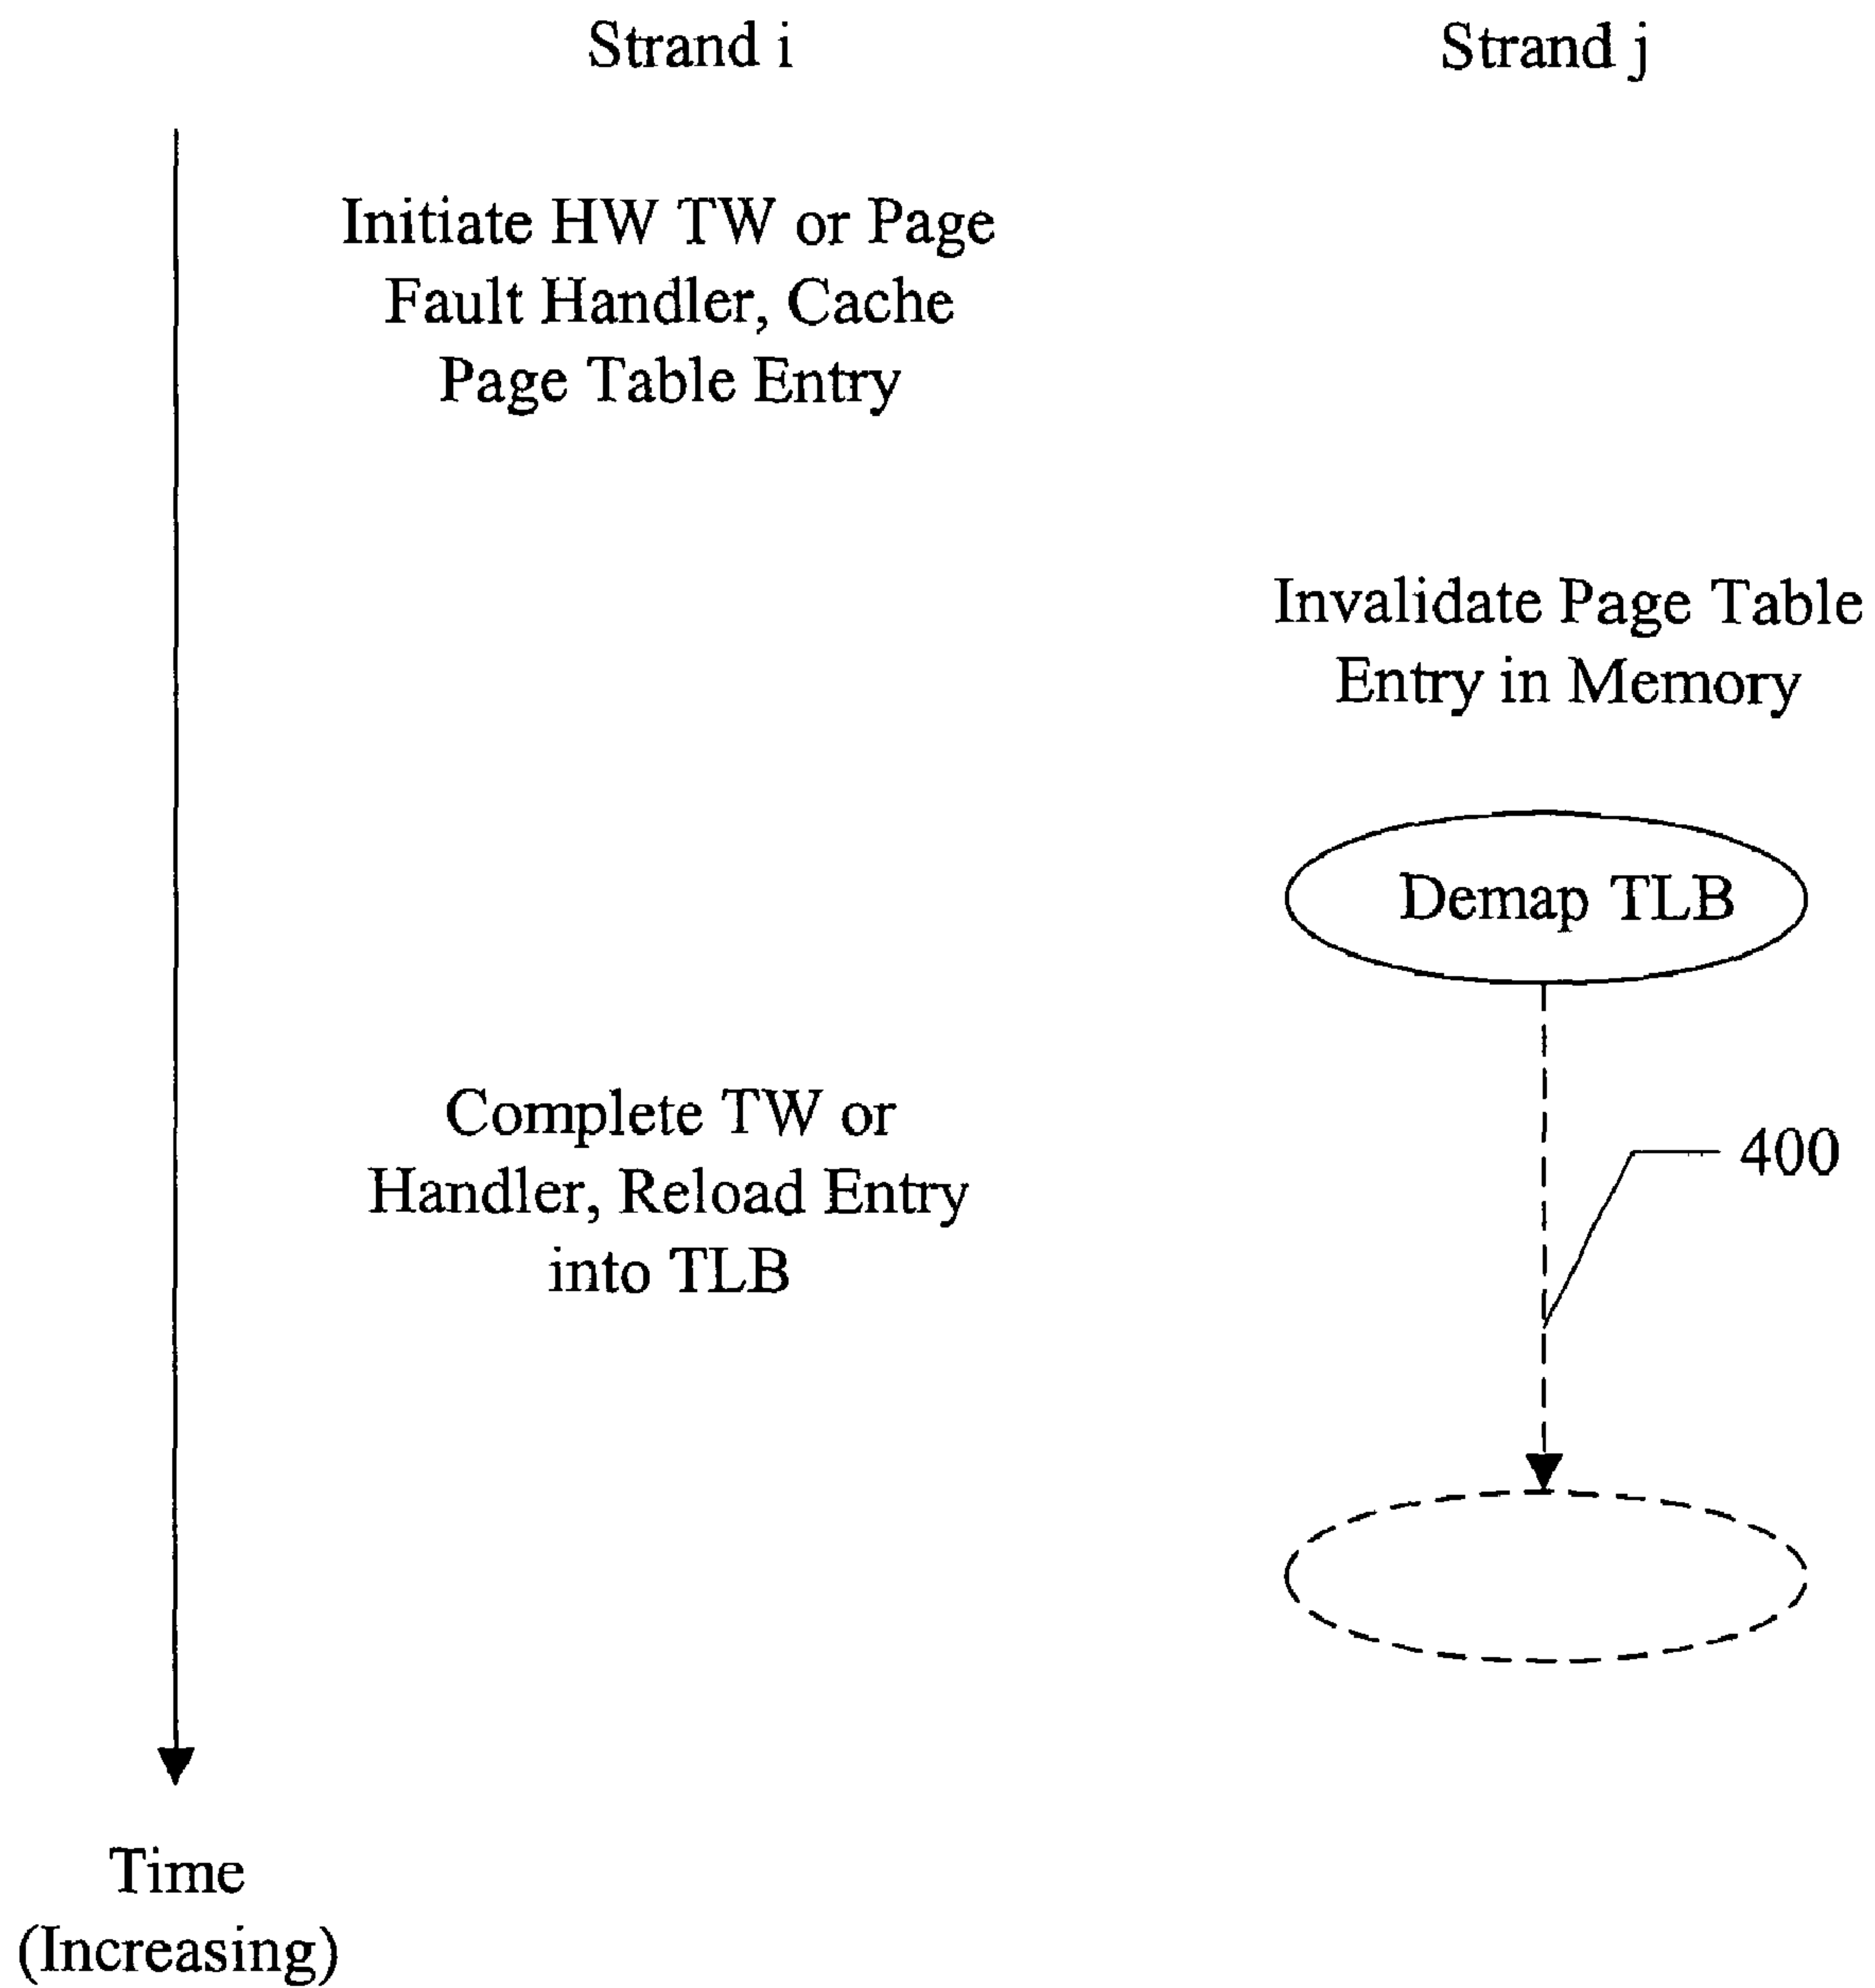 Strand i
Strand j
Initiate HW TW or Page
Fault Handler, Cache
Page Table Entry
Invalidate Page Table
Entry in Memory
Demap TLB
Complete TW or
Handler, Reload Entry
into TLB
400
Time
(Increasing)